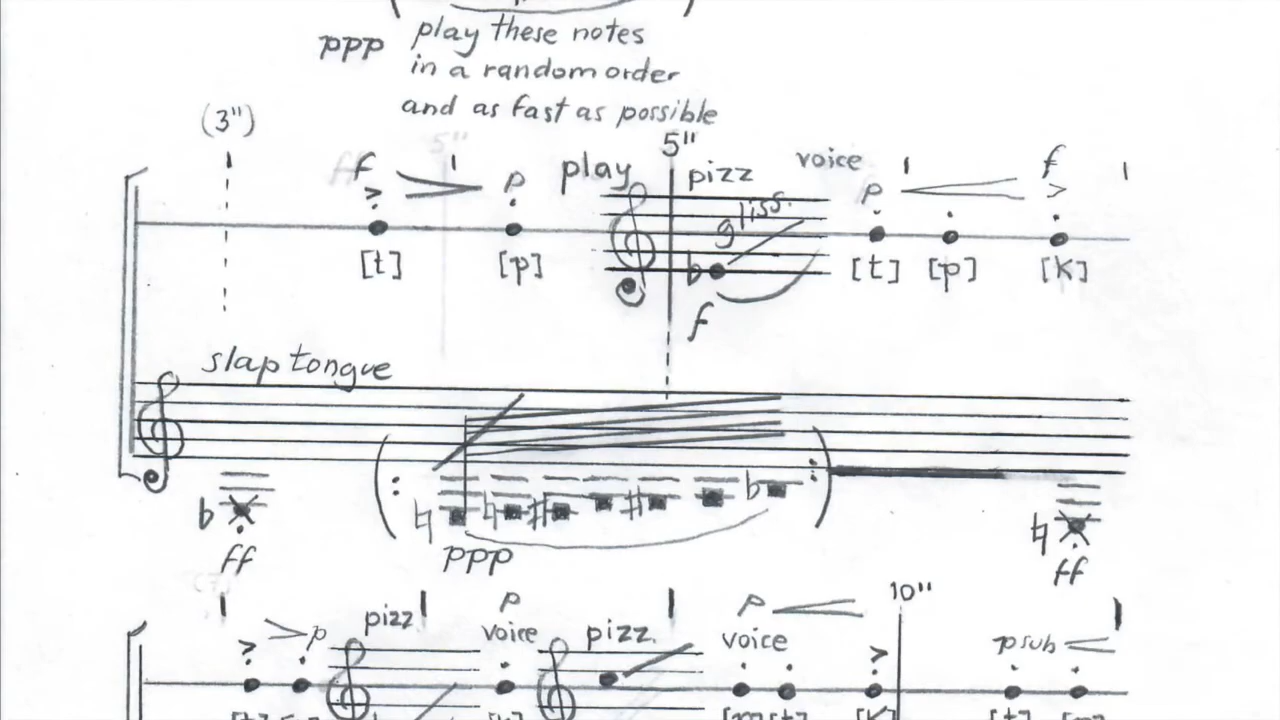 ppp play these notes
in a random order
and as fast as possible
(3")
5"
f play pizz voice f
p p
gliss.
[t] [p] [t] [p] [k]
f
slap tongue
ff ppp ff
10"
pizz p pizz. p
p voice voice p sub